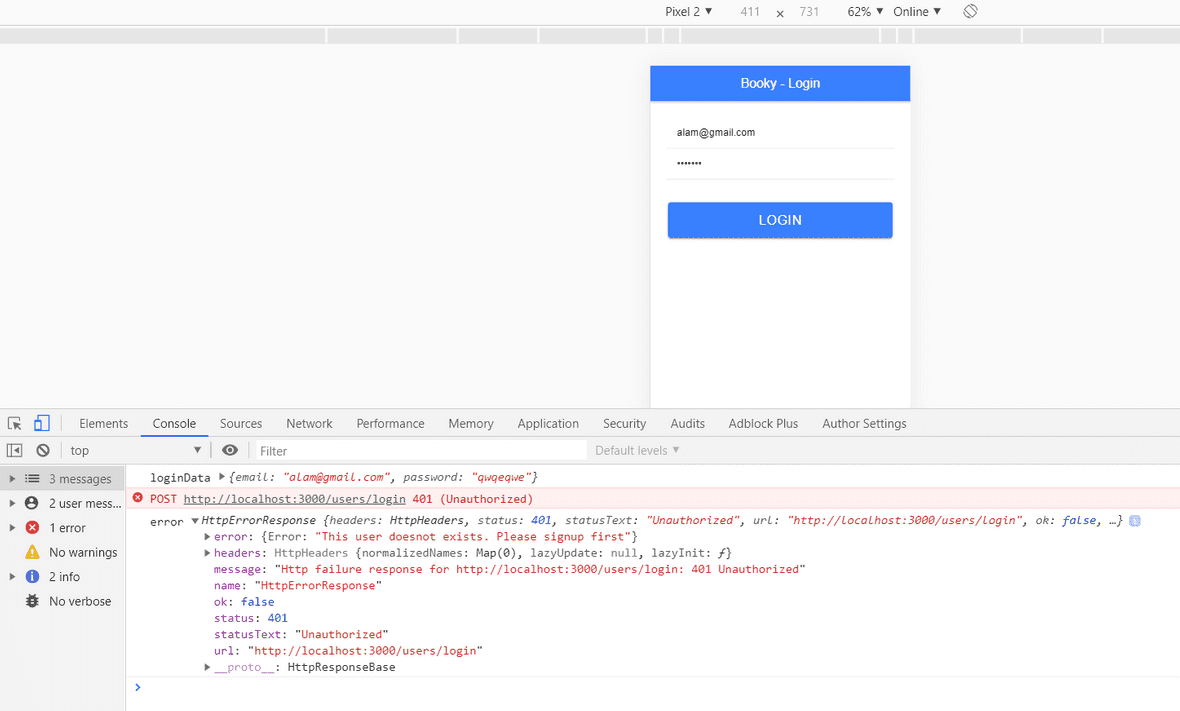 Pixel 2 ▼ 411 × 731 62% ▼ Online ▼
Booky - Login
alam@gmail.com
•••••••
LOGIN
Elements Console Sources Network Performance Memory Application Security Audits Adblock Plus Author Settings
top ▼ Filter Default levels ▼
3 messages
2 user mess...
1 error
No warnings
2 info
No verbose
loginData ▶{email: "alam@gmail.com", password: "qwqeqwe"}
POST http://localhost:3000/users/login 401 (Unauthorized)
error ▼HttpErrorResponse {headers: HttpHeaders, status: 401, statusText: "Unauthorized", url: "http://localhost:3000/users/login", ok: false, …}
▶error: {Error: "This user doesnot exists. Please signup first"}
▶headers: HttpHeaders {normalizedNames: Map(0), lazyUpdate: null, lazyInit: ƒ}
message: "Http failure response for http://localhost:3000/users/login: 401 Unauthorized"
name: "HttpErrorResponse"
ok: false
status: 401
statusText: "Unauthorized"
url: "http://localhost:3000/users/login"
▶__proto__: HttpResponseBase